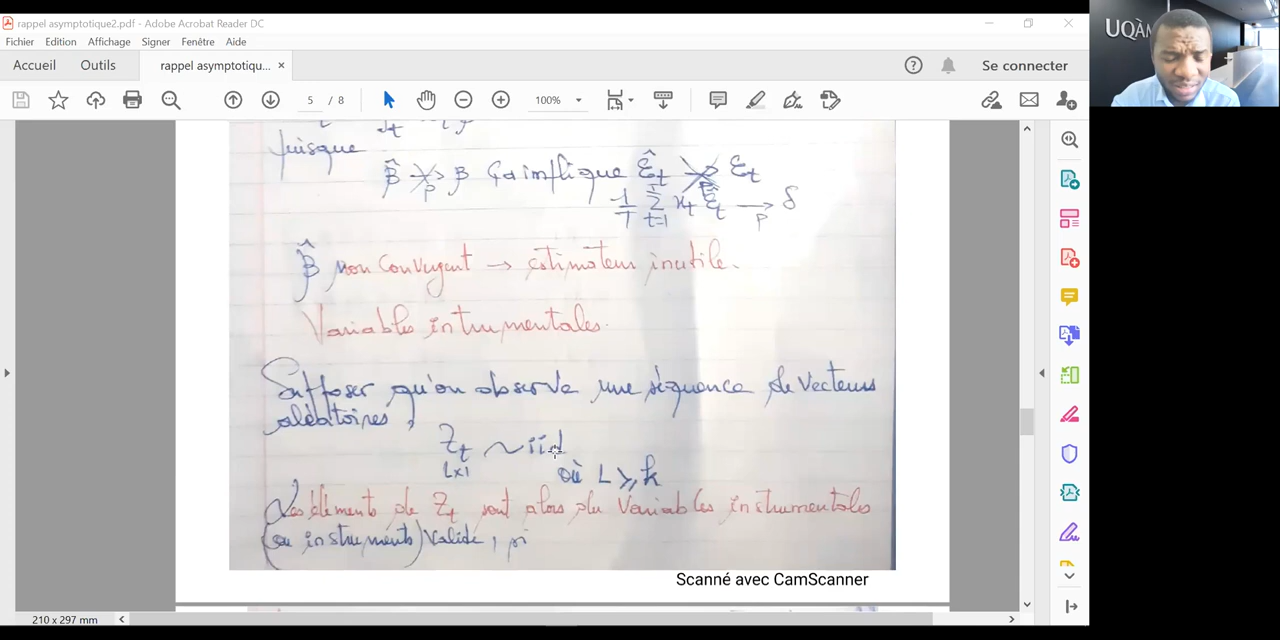 rappel asymptotique2.pdf - Adobe Acrobat Reader DC
Fichier Edition Affichage Signer Fenêtre Aide
Accueil Outils rappel asymptotiqu... × Se connecter
5 / 8 100%
UQÀM
puisque
β̂ ↛p β Ça implique ε̂t ↛p εt
1/T Σ t=1 T xt ε̂t →p δ
β̂ non convergent → estimateur inutile.
Variables instrumentales.
Supposer qu'on observe une séquence de vecteurs
aléatoires,
Zt ~ iid
L×1 où L ≥ k
Les éléments de Zt sont alors des variables instrumentales
(ou instruments) valide, si
Scanné avec CamScanner
210 x 297 mm